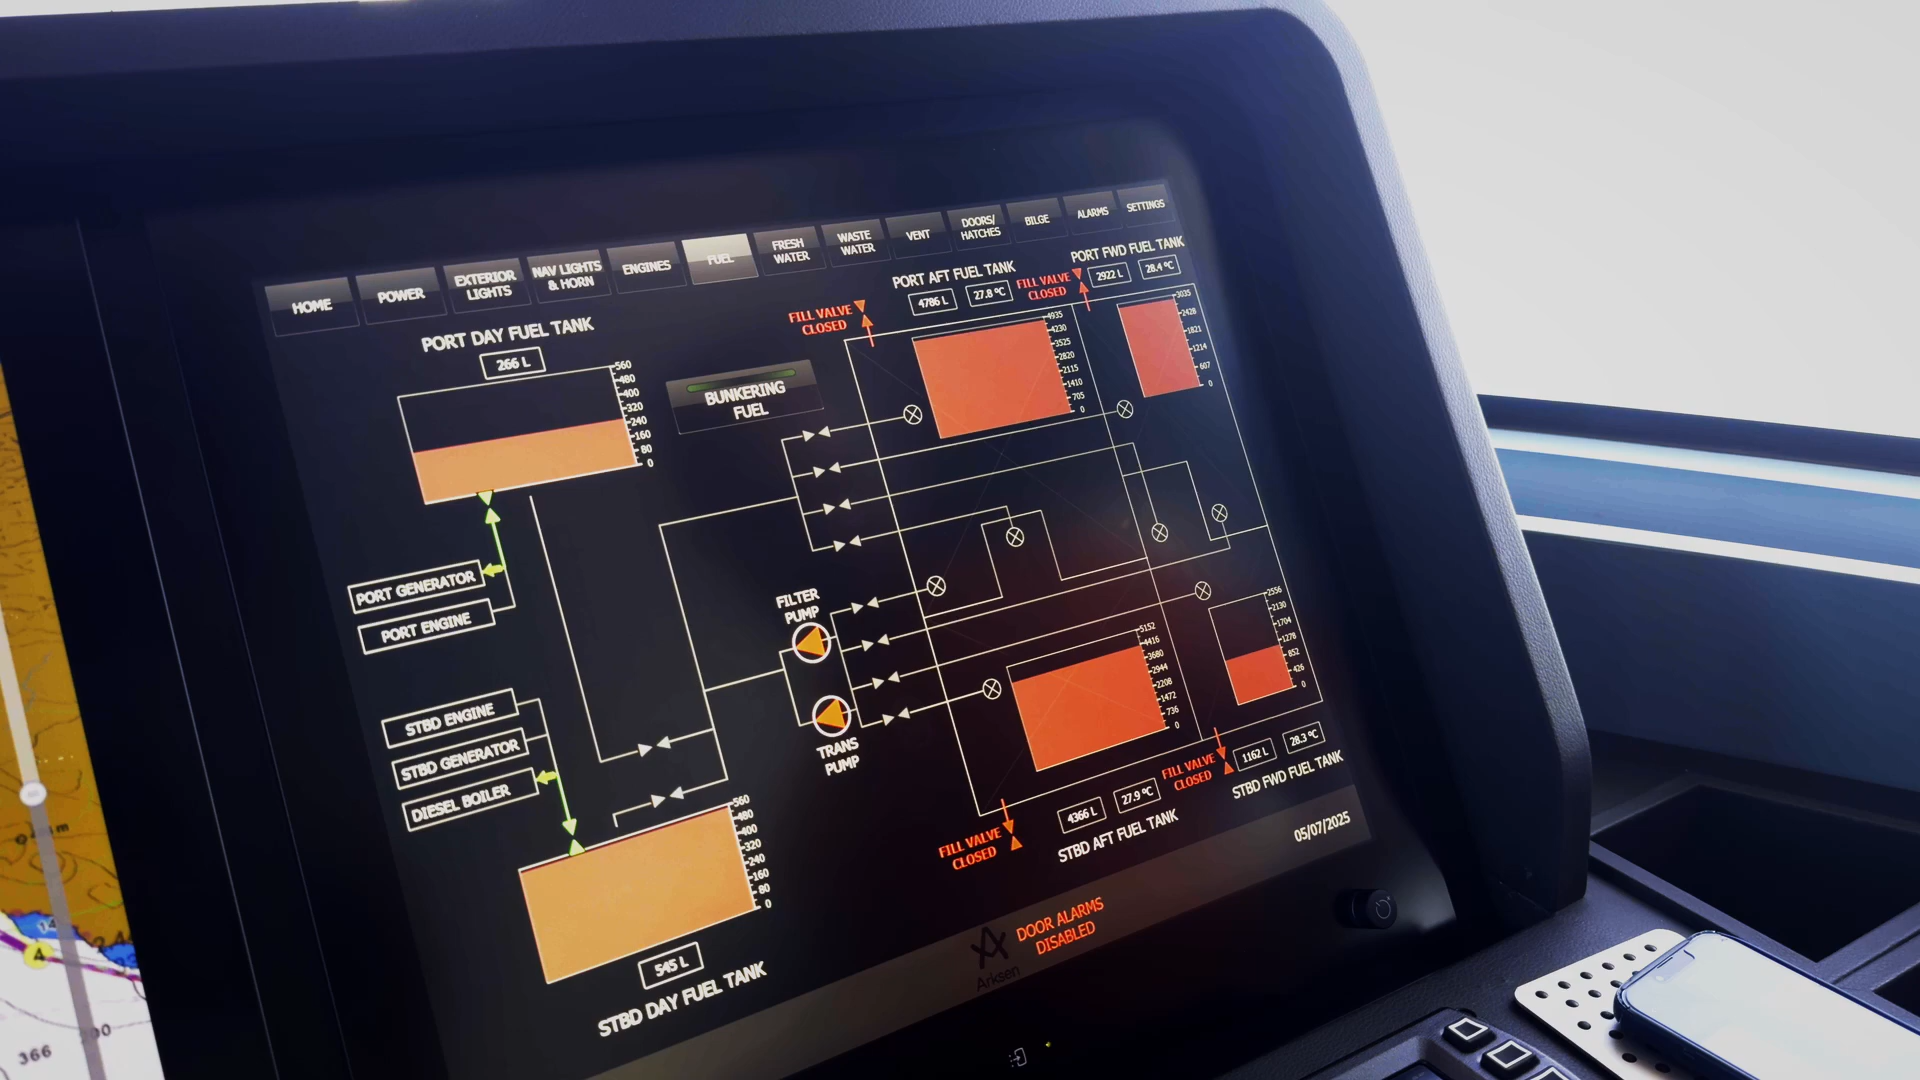 HOME
POWER
EXTERIOR
LIGHTS
NAV LIGHTS
& HORN
ENGINES
FUEL
FRESH
WATER
WASTE
WATER
VENT
DOORS/
HATCHES
BILGE
ALARMS
SETTINGS
PORT DAY FUEL TANK
266 L
560
480
400
320
240
160
80
0
BUNKERING
FUEL
FILL VALVE
CLOSED
PORT AFT FUEL TANK
4786 L
27.8 ºC
4935
4230
3525
2820
2115
1410
705
0
FILL VALVE
CLOSED
PORT FWD FUEL TANK
2922 L
28.4 ºC
3035
2428
1821
1214
607
0
PORT GENERATOR
PORT ENGINE
FILTER
PUMP
TRANS
PUMP
STBD ENGINE
STBD GENERATOR
DIESEL BOILER
560
480
400
320
240
160
80
0
545 L
STBD DAY FUEL TANK
5152
4416
3680
2944
2208
1472
736
0
FILL VALVE
CLOSED
4366 L
27.9 ºC
STBD AFT FUEL TANK
2556
2130
1704
1278
852
426
0
FILL VALVE
CLOSED
1162 L
28.3 ºC
STBD FWD FUEL TANK
05/07/2025
Arksen
DOOR ALARMS
DISABLED
4
366